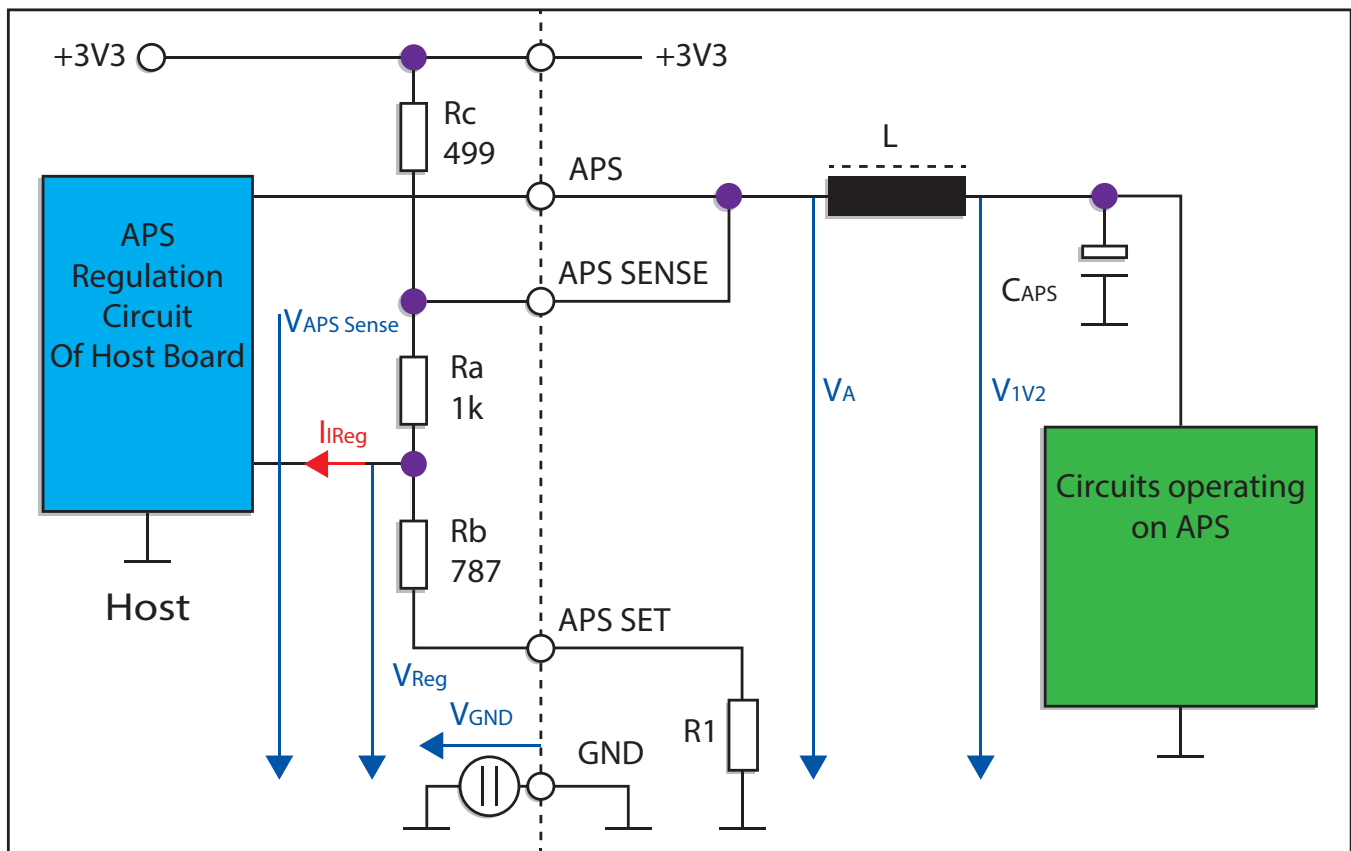 +3V3
+3V3
Rc
499
L
APS
APS
Regulation
Circuit
Of Host Board
APS SENSE
CAPS
VAPS Sense
Ra
1k
VA
V1V2
IIReg
Circuits operating
on APS
Rb
787
Host
APS SET
VReg
VGND
GND
R1